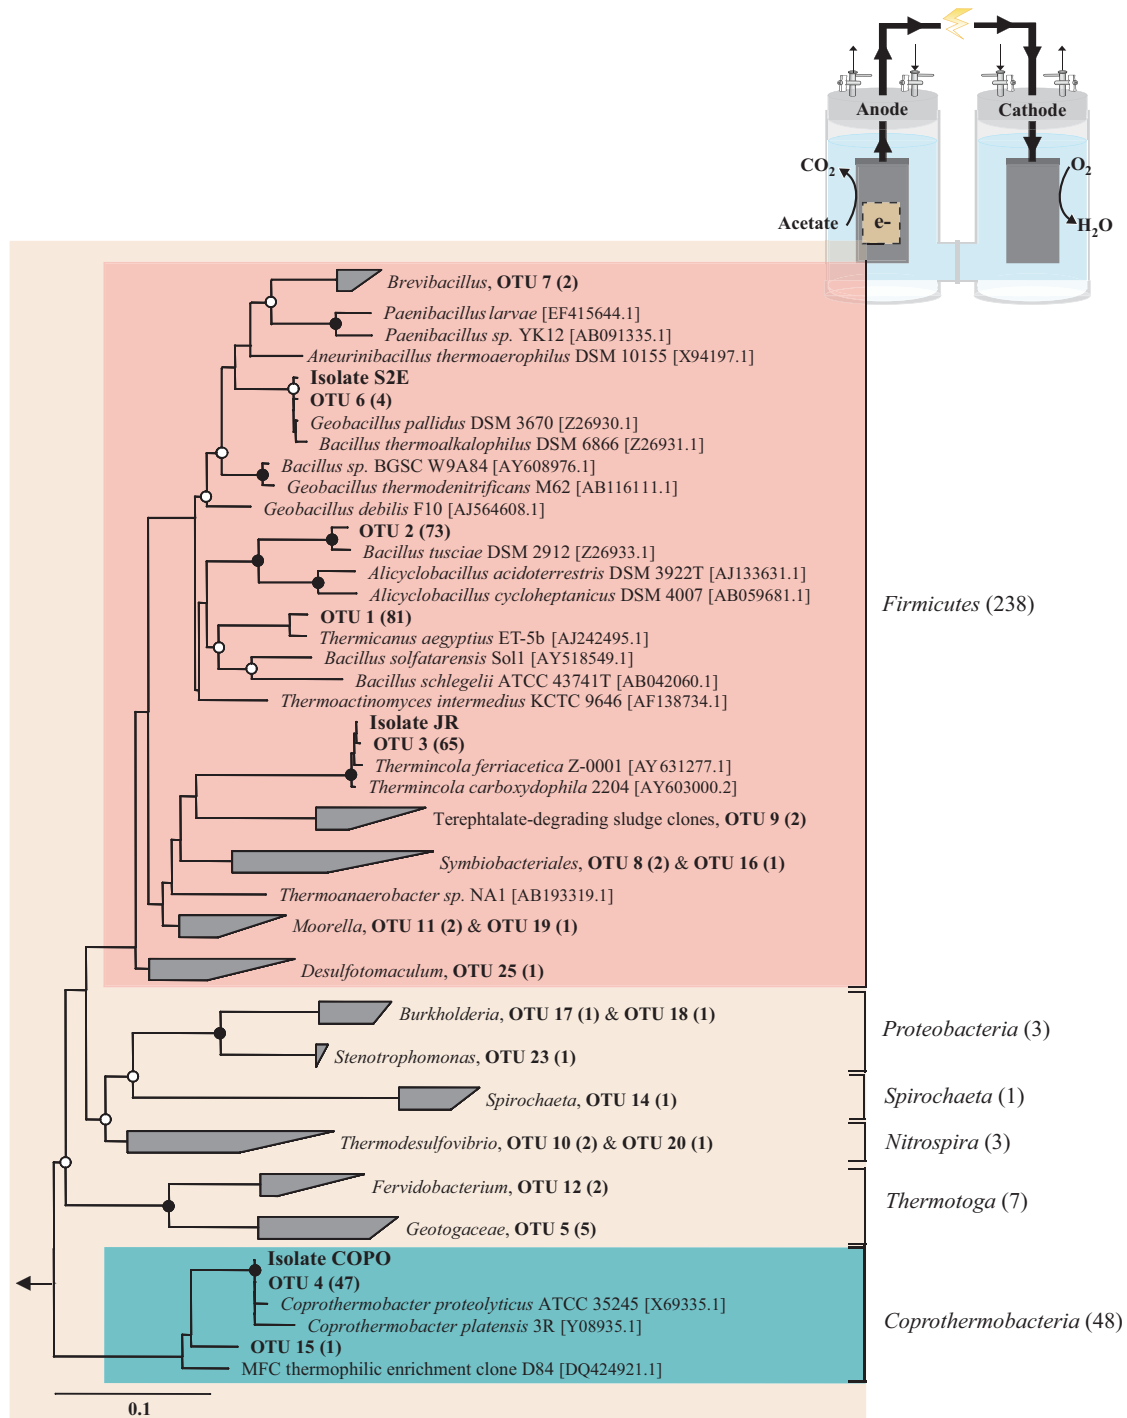 Anode
Cathode
CO2
O2
Acetate
e-
H2O
Brevibacillus, OTU 7 (2)
Paenibacillus larvae [EF415644.1]
Paenibacillus sp. YK12 [AB091335.1]
Aneurinibacillus thermoaerophilus DSM 10155 [X94197.1]
Isolate S2E
OTU 6 (4)
Geobacillus pallidus DSM 3670 [Z26930.1]
Bacillus thermoalkalophilus DSM 6866 [Z26931.1]
Bacillus sp. BGSC W9A84 [AY608976.1]
Geobacillus thermodenitrificans M62 [AB116111.1]
Geobacillus debilis F10 [AJ564608.1]
OTU 2 (73)
Bacillus tusciae DSM 2912 [Z26933.1]
Alicyclobacillus acidoterrestris DSM 3922T [AJ133631.1]
Alicyclobacillus cycloheptanicus DSM 4007 [AB059681.1]
Firmicutes (238)
OTU 1 (81)
Thermicanus aegyptius ET-5b [AJ242495.1]
Bacillus solfatarensis Sol1 [AY518549.1]
Bacillus schlegelii ATCC 43741T [AB042060.1]
Thermoactinomyces intermedius KCTC 9646 [AF138734.1]
Isolate JR
OTU 3 (65)
Thermincola ferriacetica Z-0001 [AY631277.1]
Thermincola carboxydophila 2204 [AY603000.2]
Terephtalate-degrading sludge clones, OTU 9 (2)
Symbiobacteriales, OTU 8 (2) & OTU 16 (1)
Thermoanaerobacter sp. NA1 [AB193319.1]
Moorella, OTU 11 (2) & OTU 19 (1)
Desulfotomaculum, OTU 25 (1)
Burkholderia, OTU 17 (1) & OTU 18 (1)
Proteobacteria (3)
Stenotrophomonas, OTU 23 (1)
Spirochaeta, OTU 14 (1)
Spirochaeta (1)
Thermodesulfovibrio, OTU 10 (2) & OTU 20 (1)
Nitrospira (3)
Fervidobacterium, OTU 12 (2)
Thermotoga (7)
Geotogaceae, OTU 5 (5)
Isolate COPO
OTU 4 (47)
Coprothermobacter proteolyticus ATCC 35245 [X69335.1]
Coprothermobacter platensis 3R [Y08935.1]
Coprothermobacteria (48)
OTU 15 (1)
MFC thermophilic enrichment clone D84 [DQ424921.1]
0.1